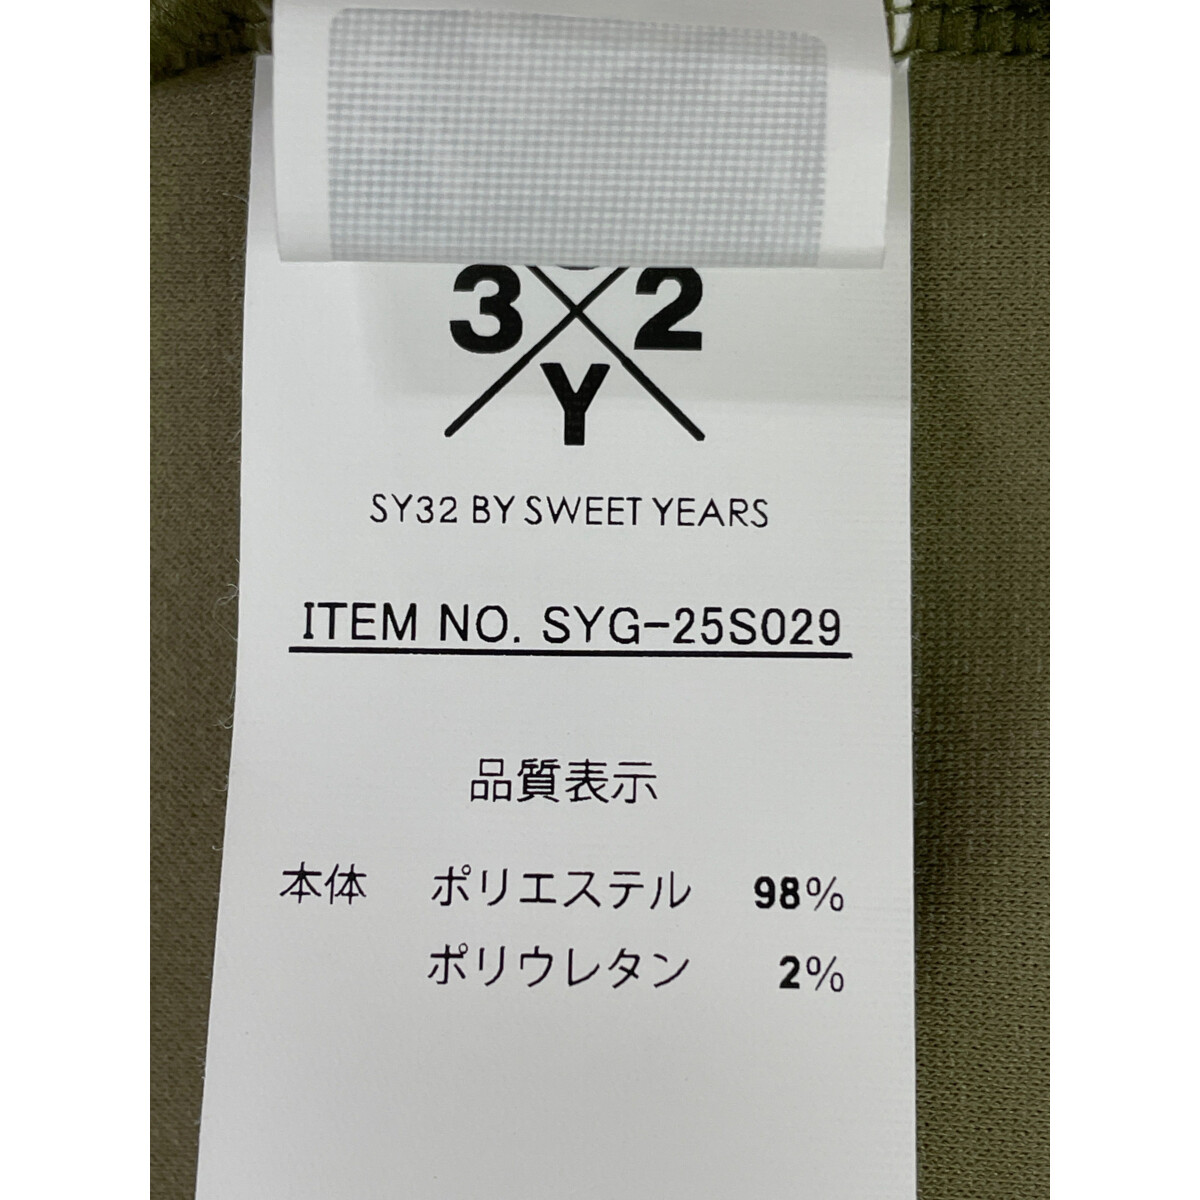 3 2
Y
SY32 BY SWEET YEARS
ITEM NO. SYG-25S029
品質表示
本体 ポリエステル 98%
ポリウレタン 2%